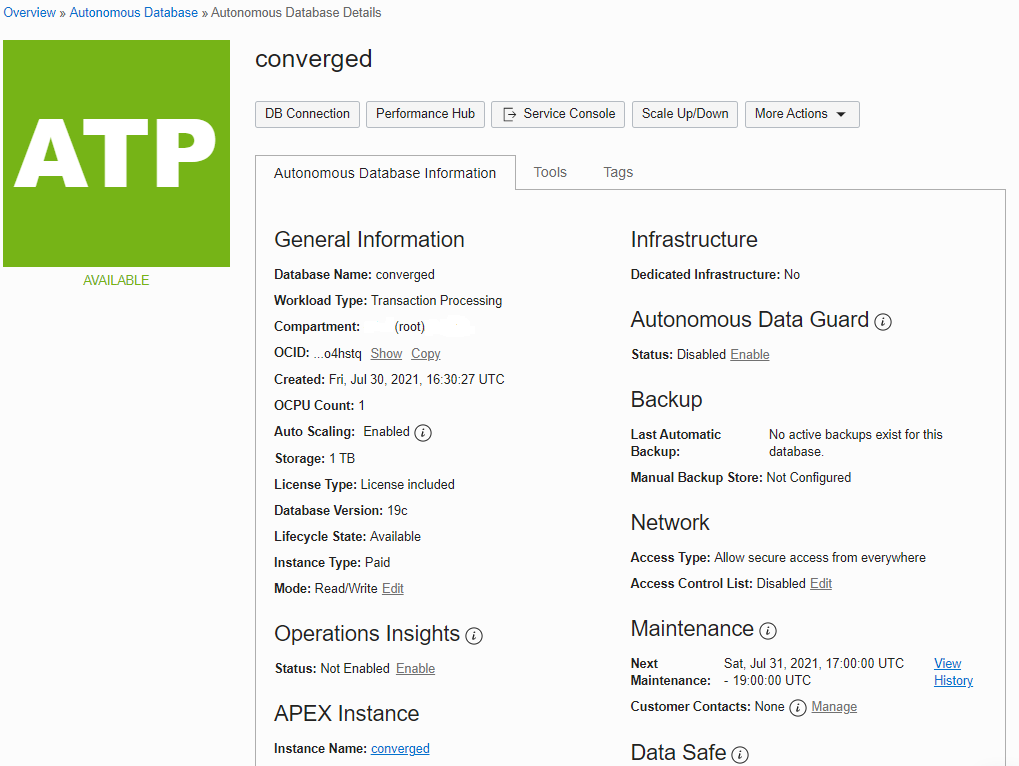 Overview » Autonomous Database » Autonomous Database Details
ATP
AVAILABLE
converged
DB Connection
Performance Hub
Service Console
Scale Up/Down
More Actions
Autonomous Database Information
Tools
Tags
General Information
Database Name: converged
Workload Type: Transaction Processing
Compartment: (root)
OCID: ...o4hstq Show Copy
Created: Fri, Jul 30, 2021, 16:30:27 UTC
OCPU Count: 1
Auto Scaling: Enabled i
Storage: 1 TB
License Type: License included
Database Version: 19c
Lifecycle State: Available
Instance Type: Paid
Mode: Read/Write Edit
Operations Insights i
Status: Not Enabled Enable
APEX Instance
Instance Name: converged
Infrastructure
Dedicated Infrastructure: No
Autonomous Data Guard i
Status: Disabled Enable
Backup
Last Automatic No active backups exist for this
Backup: database.
Manual Backup Store: Not Configured
Network
Access Type: Allow secure access from everywhere
Access Control List: Disabled Edit
Maintenance i
Next Sat, Jul 31, 2021, 17:00:00 UTC View
Maintenance: - 19:00:00 UTC History
Customer Contacts: None i Manage
Data Safe i